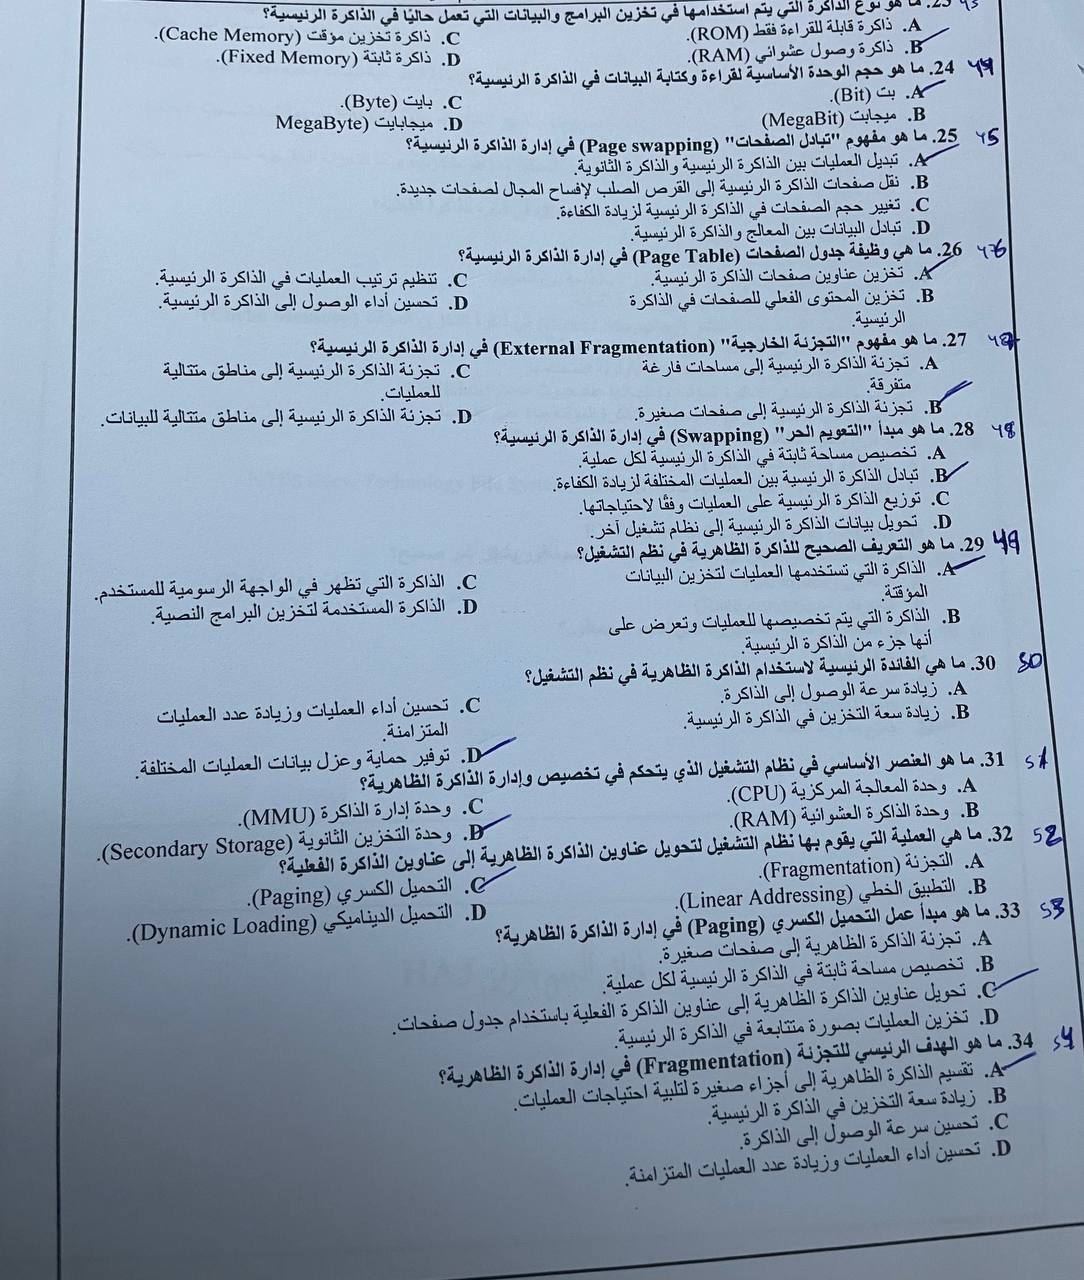 43 23. ما هو نوع الذاكرة التي يتم استخدامها في تخزين البرامج والبيانات التي تعمل حاليًا في الذاكرة الرئيسية؟
A. ذاكرة قابلة للقراءة فقط (ROM).
C. ذاكرة تخزين مؤقت (Cache Memory).
B. ذاكرة وصول عشوائي (RAM).
D. ذاكرة ثابتة (Fixed Memory).
44 24. ما هو حجم الوحدة الأساسية لقراءة وكتابة البيانات في الذاكرة الرئيسية؟
A. بت (Bit).
C. بايت (Byte).
B. ميجابت (MegaBit)
D. ميجابايت (MegaByte
45 25. ما هو مفهوم "تبادل الصفحات" (Page swapping) في إدارة الذاكرة الرئيسية؟
A. تبديل العمليات بين الذاكرة الرئيسية والذاكرة الثانوية.
B. نقل صفحات الذاكرة الرئيسية إلى القرص الصلب لإفساح المجال لصفحات جديدة.
C. تغيير حجم الصفحات في الذاكرة الرئيسية لزيادة الكفاءة.
D. تبادل البيانات بين المعالج والذاكرة الرئيسية.
46 26. ما هي وظيفة جدول الصفحات (Page Table) في إدارة الذاكرة الرئيسية؟
A. تخزين عناوين صفحات الذاكرة الرئيسية.
C. تنظيم ترتيب العمليات في الذاكرة الرئيسية.
B. تخزين المحتوى الفعلي للصفحات في الذاكرة
الرئيسية.
D. تحسين أداء الوصول إلى الذاكرة الرئيسية.
27. ما هو مفهوم "التجزئة الخارجية" (External Fragmentation) في إدارة الذاكرة الرئيسية؟
A. تجزئة الذاكرة الرئيسية إلى مساحات فارغة
متفرقة.
C. تجزئة الذاكرة الرئيسية إلى مناطق متتالية
للعمليات.
B. تجزئة الذاكرة الرئيسية إلى صفحات صغيرة.
D. تجزئة الذاكرة الرئيسية إلى مناطق متتالية للبيانات.
48 28. ما هو مبدأ "التعويم الحر" (Swapping) في إدارة الذاكرة الرئيسية؟
A. تخصيص مساحة ثابتة في الذاكرة الرئيسية لكل عملية.
B. تبادل الذاكرة الرئيسية بين العمليات المختلفة لزيادة الكفاءة.
C. توزيع الذاكرة الرئيسية على العمليات وفقًا لاحتياجاتها.
D. تحويل بيانات الذاكرة الرئيسية إلى نظام تشغيل آخر.
49 29. ما هو التعريف الصحيح للذاكرة الظاهرية في نظم التشغيل؟
A. الذاكرة التي تستخدمها العمليات لتخزين البيانات
المؤقتة.
C. الذاكرة التي تظهر في الواجهة الرسومية للمستخدم.
D. الذاكرة المستخدمة لتخزين البرامج النصية.
B. الذاكرة التي يتم تخصيصها للعمليات وتعرض على
أنها جزء من الذاكرة الرئيسية.
50 30. ما هي الفائدة الرئيسية لاستخدام الذاكرة الظاهرية في نظم التشغيل؟
A. زيادة سرعة الوصول إلى الذاكرة.
C. تحسين أداء العمليات وزيادة عدد العمليات
المتزامنة.
B. زيادة سعة التخزين في الذاكرة الرئيسية.
D. توفير حماية وعزل بيانات العمليات المختلفة.
51 31. ما هو العنصر الأساسي في نظام التشغيل الذي يتحكم في تخصيص وإدارة الذاكرة الظاهرية؟
A. وحدة المعالجة المركزية (CPU).
C. وحدة إدارة الذاكرة (MMU).
B. وحدة الذاكرة العشوائية (RAM).
D. وحدة التخزين الثانوية (Secondary Storage).
52 32. ما هي العملية التي يقوم بها نظام التشغيل لتحويل عناوين الذاكرة الظاهرية إلى عناوين الذاكرة الفعلية؟
A. التجزئة (Fragmentation).
C. التحميل الكسري (Paging).
B. التطبيق الخطي (Linear Addressing).
D. التحميل الديناميكي (Dynamic Loading).
53 33. ما هو مبدأ عمل التحميل الكسري (Paging) في إدارة الذاكرة الظاهرية؟
A. تجزئة الذاكرة الظاهرية إلى صفحات صغيرة.
B. تخصيص مساحة ثابتة في الذاكرة الرئيسية لكل عملية.
C. تحويل عناوين الذاكرة الظاهرية إلى عناوين الذاكرة الفعلية باستخدام جدول صفحات.
D. تخزين العمليات بصورة متتابعة في الذاكرة الرئيسية.
54 34. ما هو الهدف الرئيسي للتجزئة (Fragmentation) في إدارة الذاكرة الظاهرية؟
A. تقسيم الذاكرة الظاهرية إلى أجزاء صغيرة لتلبية احتياجات العمليات.
B. زيادة سعة التخزين في الذاكرة الرئيسية.
C. تحسين سرعة الوصول إلى الذاكرة.
D. تحسين أداء العمليات وزيادة عدد العمليات المتزامنة.